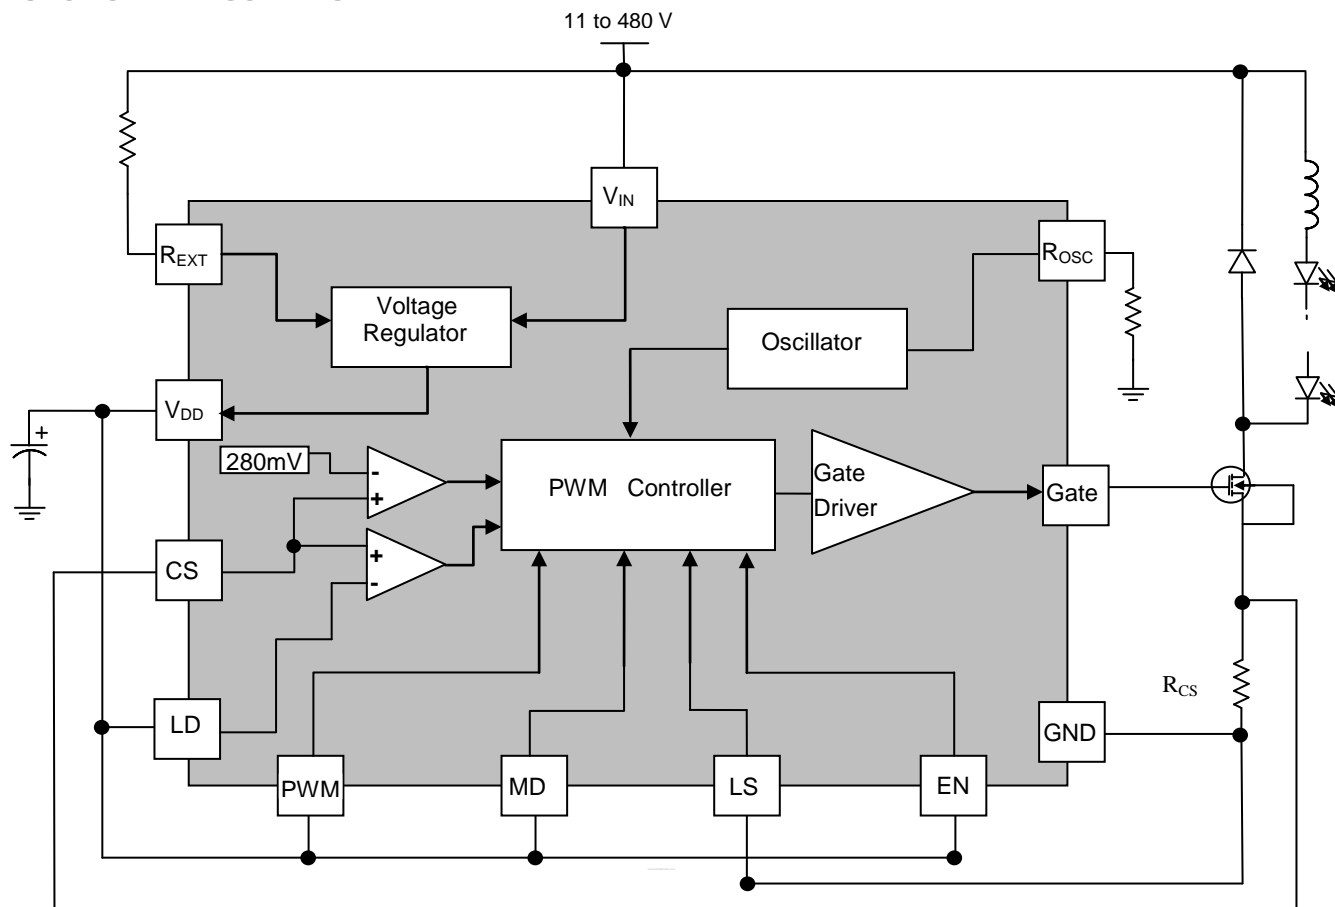 11 to 480 V
VIN
REXT
ROSC
Voltage
Regulator
Oscillator
VDD
+
280mV
-
+
PWM Controller
Gate
Driver
Gate
CS
+
-
RCS
LD
GND
PWM
MD
LS
EN